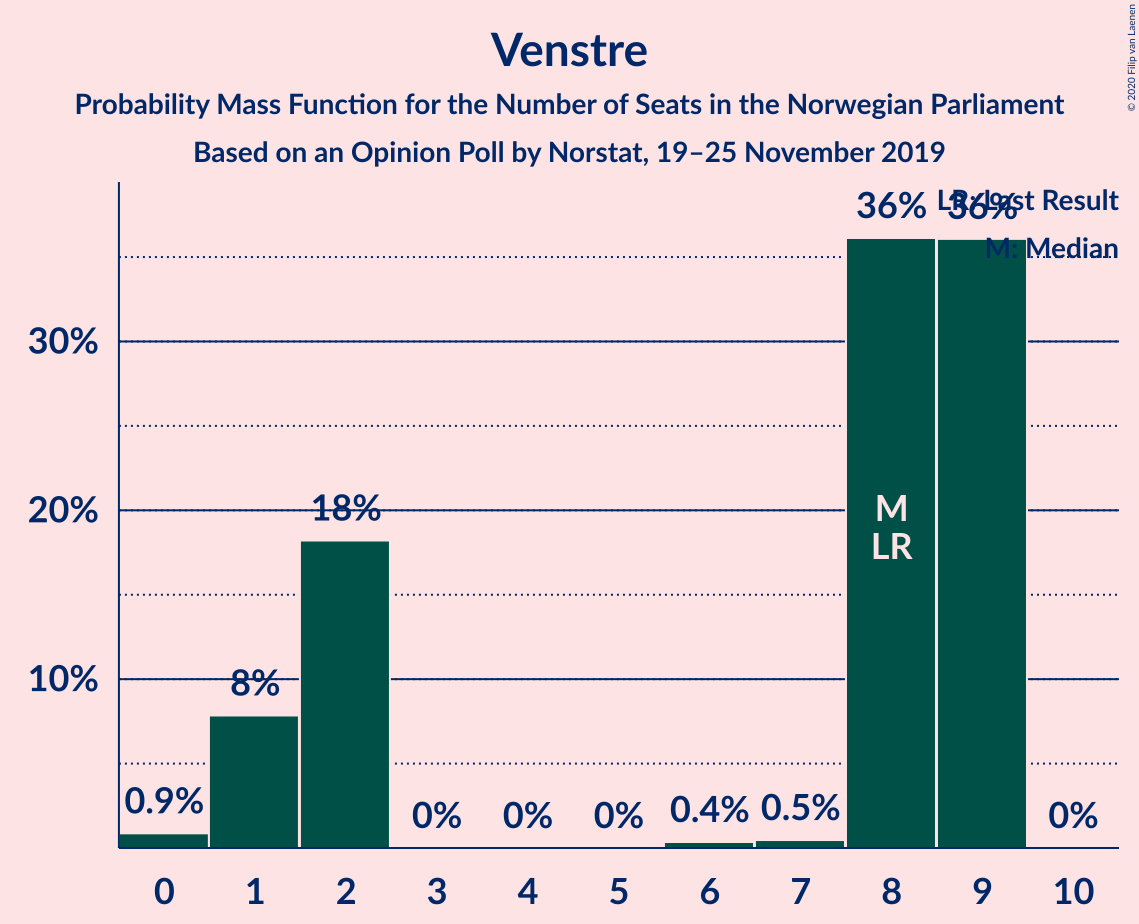 Venstre
Probability Mass Function for the Number of Seats in the Norwegian Parliament
Based on an Opinion Poll by Norstat, 19–25 November 2019
© 2020 Filip van Laenen
LR: Last Result
M: Median
36%
36%
30%
20%
18%
M
LR
10%
8%
0.9%
0%
0%
0%
0.4%
0.5%
0%
0 1 2 3 4 5 6 7 8 9 10